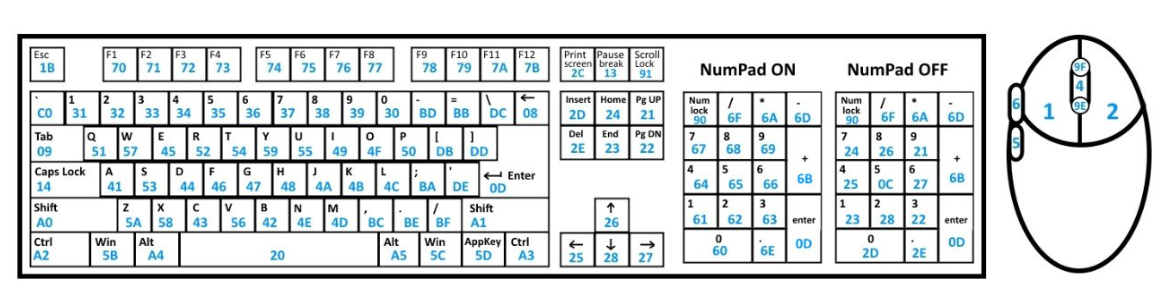 Esc F1 F2 F3 F4 F5 F6 F7 F8 F9 F10 F11 F12 Print screen Pause break Scroll Lock
1B 70 71 72 73 74 75 76 77 78 79 7A 7B 2C 13 91
NumPad ON NumPad OFF
` 1 2 3 4 5 6 7 8 9 0 - = \ ← Insert Home Pg UP Num lock / * - Num lock / * -
C0 31 32 33 34 35 36 37 38 39 30 BD BB DC 08 2D 24 21 90 6F 6A 6D 90 6F 6A 6D
Tab Q W E R T Y U I O P [ ] Del End Pg DN 7 8 9 + 7 8 9 +
09 51 57 45 52 54 59 55 49 4F 50 DB DD 2E 23 22 67 68 69 6B 24 26 21 6B
Caps Lock A S D F G H J K L ; ' ↵ Enter 4 5 6 4 5 6
14 41 53 44 46 47 48 4A 4B 4C BA DE 0D 64 65 66 25 0C 27
Shift Z X C V B N M , . / Shift ↑ 1 2 3 enter 1 2 3 enter
A0 5A 58 43 56 42 4E 4D BC BE BF A1 26 61 62 63 0D 23 28 22 0D
Ctrl Win Alt Alt Win AppKey Ctrl ← ↓ → 0 . 0 .
A2 5B A4 20 A5 5C 5D A3 25 28 27 60 6E 2D 2E
9F
6 4
1 9E 2
5